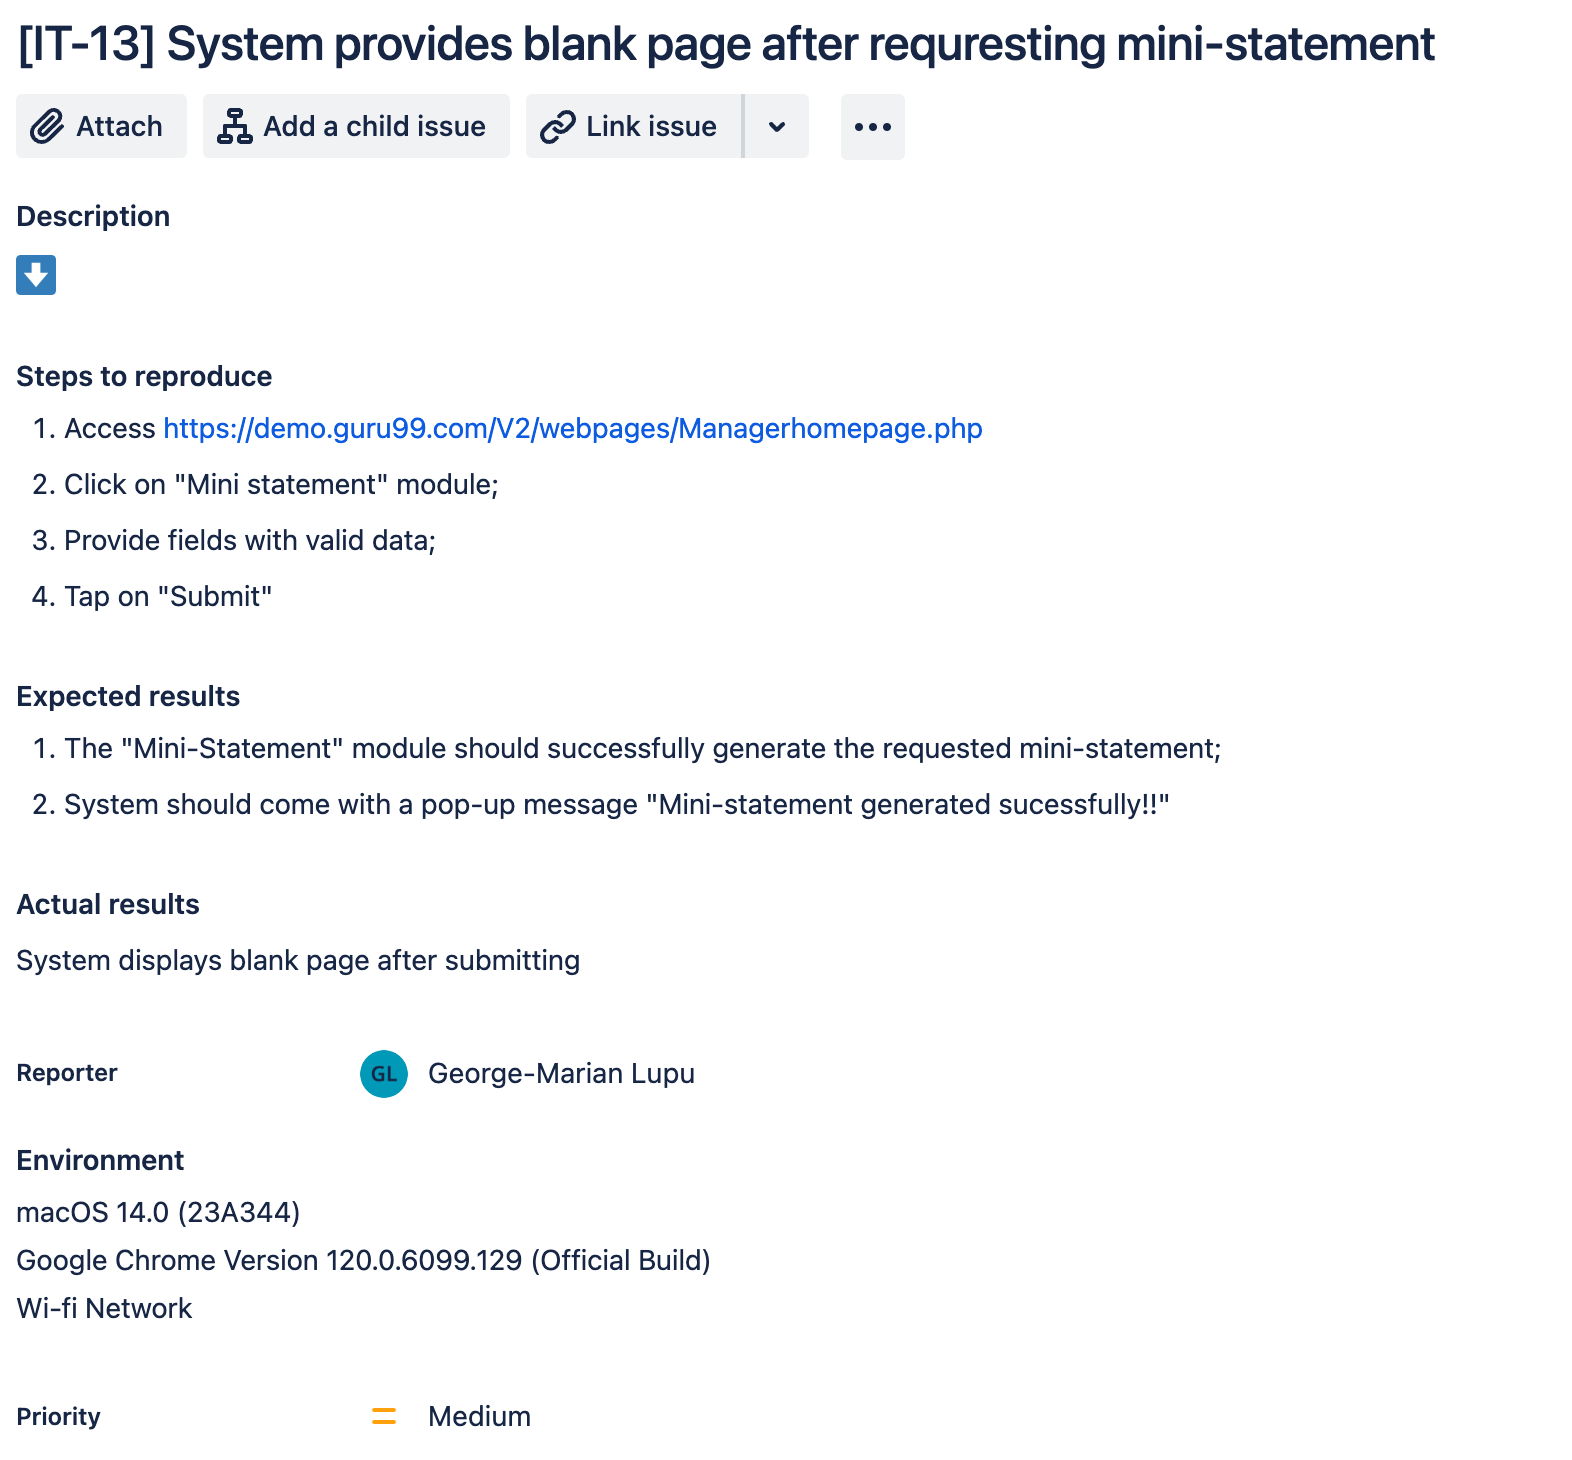 [IT-13] System provides blank page after requresting mini-statement
Attach Add a child issue Link issue
Description
Steps to reproduce
1. Access https://demo.guru99.com/V2/webpages/Managerhomepage.php
2. Click on "Mini statement" module;
3. Provide fields with valid data;
4. Tap on "Submit"
Expected results
1. The "Mini-Statement" module should successfully generate the requested mini-statement;
2. System should come with a pop-up message "Mini-statement generated sucessfully!!"
Actual results
System displays blank page after submitting
Reporter GL George-Marian Lupu
Environment
macOS 14.0 (23A344)
Google Chrome Version 120.0.6099.129 (Official Build)
Wi-fi Network
Priority Medium